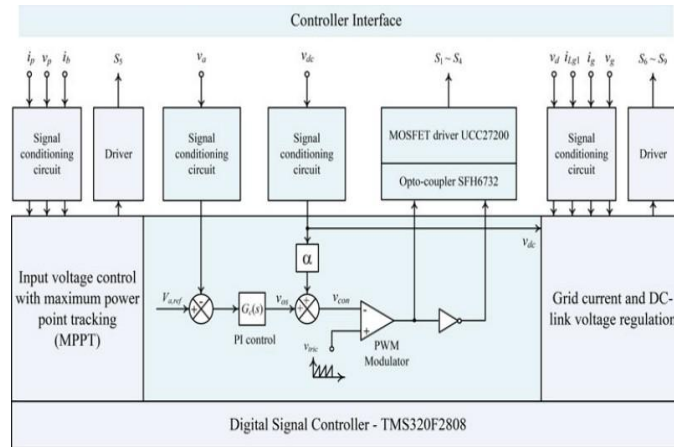 Controller Interface
i_p v_p i_b S_5 v_a v_dc S_1 ~ S_4 v_d i_Lg1 i_g v_g S_6 ~ S_9
Signal
conditioning
circuit
Driver
Signal
conditioning
circuit
Signal
conditioning
circuit
MOSFET driver UCC27200
Opto-coupler SFH6732
Signal
conditioning
circuit
Driver
Input voltage control
with maximum power
point tracking
(MPPT)
α
v_dc
V_a,ref
+
-
G_v(s)
PI control
v_as
+
+
v_con
-
+
PWM
Modulator
Grid current and DC-
link voltage regulation
Digital Signal Controller - TMS320F2808